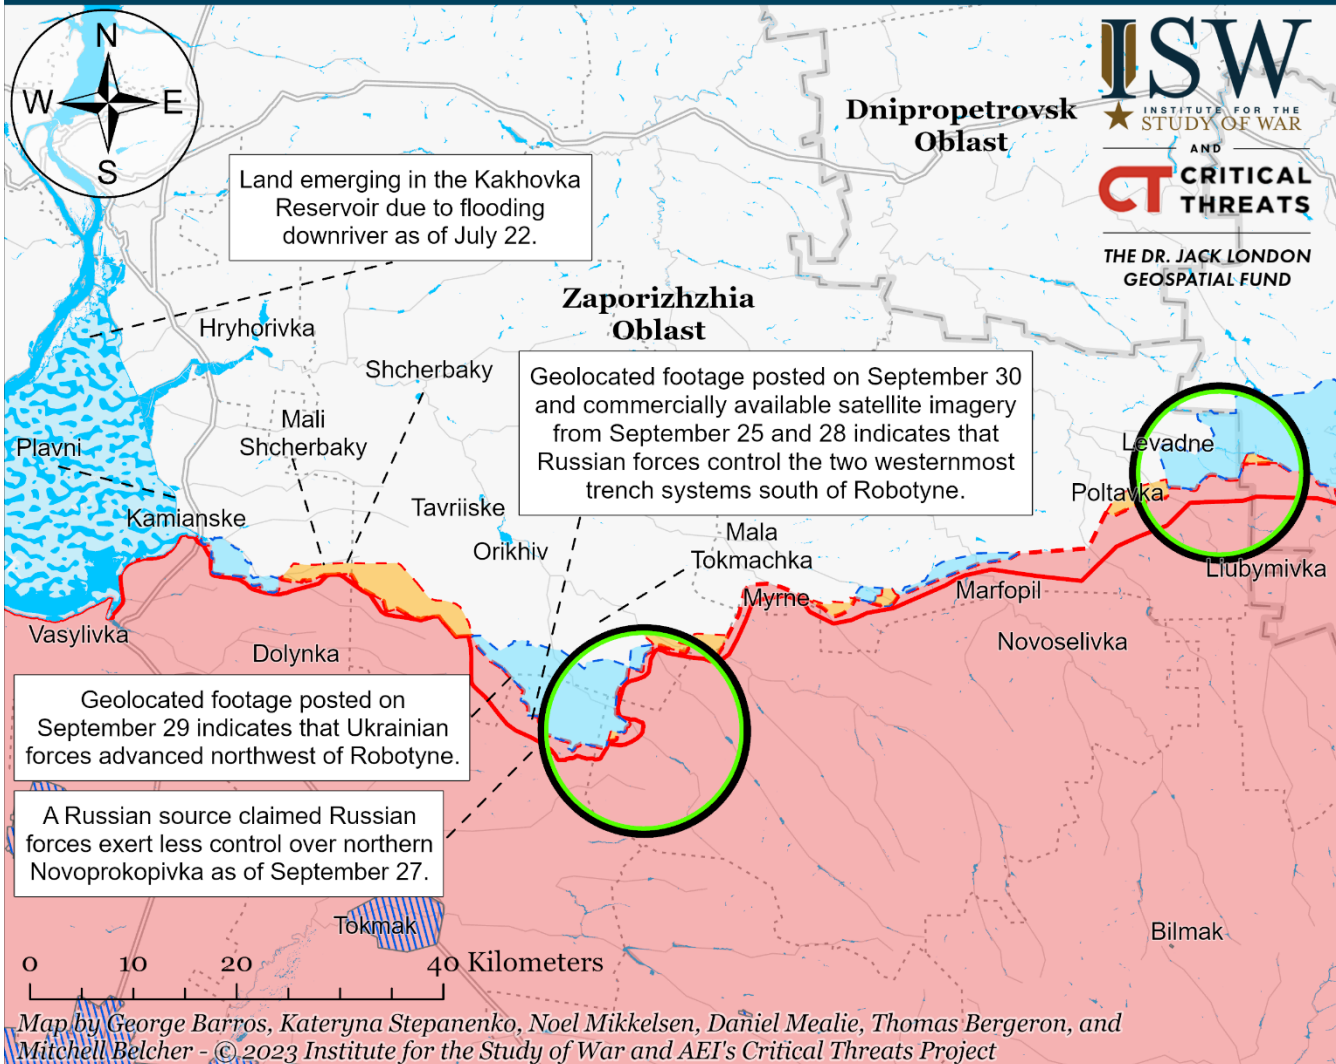 N
W
E
S
ISW
INSTITUTE FOR THE
STUDY OF WAR
AND
CT CRITICAL
THREATS
THE DR. JACK LONDON
GEOSPATIAL FUND
Dnipropetrovsk
Oblast
Land emerging in the Kakhovka
Reservoir due to flooding
downriver as of July 22.
Zaporizhzhia
Oblast
Hryhorivka
Shcherbaky
Geolocated footage posted on September 30
and commercially available satellite imagery
from September 25 and 28 indicates that
Russian forces control the two westernmost
trench systems south of Robotyne.
Mali
Shcherbaky
Plavni
Levadne
Poltavka
Kamianske
Tavriiske
Orikhiv
Mala
Tokmachka
Liubymivka
Myrne
Marfopil
Vasylivka
Dolynka
Novoselivka
Geolocated footage posted on
September 29 indicates that Ukrainian
forces advanced northwest of Robotyne.
A Russian source claimed Russian
forces exert less control over northern
Novoprokopivka as of September 27.
Tokmak
Bilmak
0 10 20 40 Kilometers
Map by George Barros, Kateryna Stepanenko, Noel Mikkelsen, Daniel Mealie, Thomas Bergeron, and
Mitchell Belcher - © 2023 Institute for the Study of War and AEI's Critical Threats Project